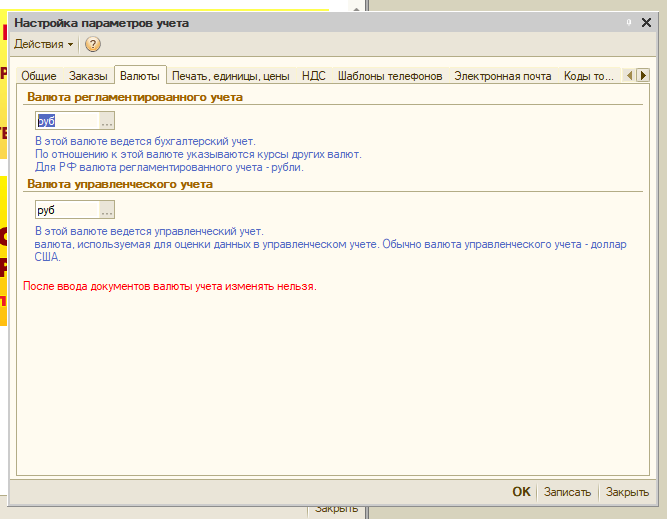 Настройка параметров учета
Действия
?
Общие Заказы Валюты Печать, единицы, цены НДС Шаблоны телефонов Электронная почта Коды то...
Валюта регламентированного учета
руб ...
В этой валюте ведется бухгалтерский учет.
По отношению к этой валюте указываются курсы других валют.
Для РФ валюта регламентированного учета - рубли.
Валюта управленческого учета
руб ...
В этой валюте ведется управленческий учет.
валюта, используемая для оценки данных в управленческом учете. Обычно валюта управленческого учета - доллар
США.
После ввода документов валюты учета изменять нельзя.
OK Записать Закрыть
Закрыть